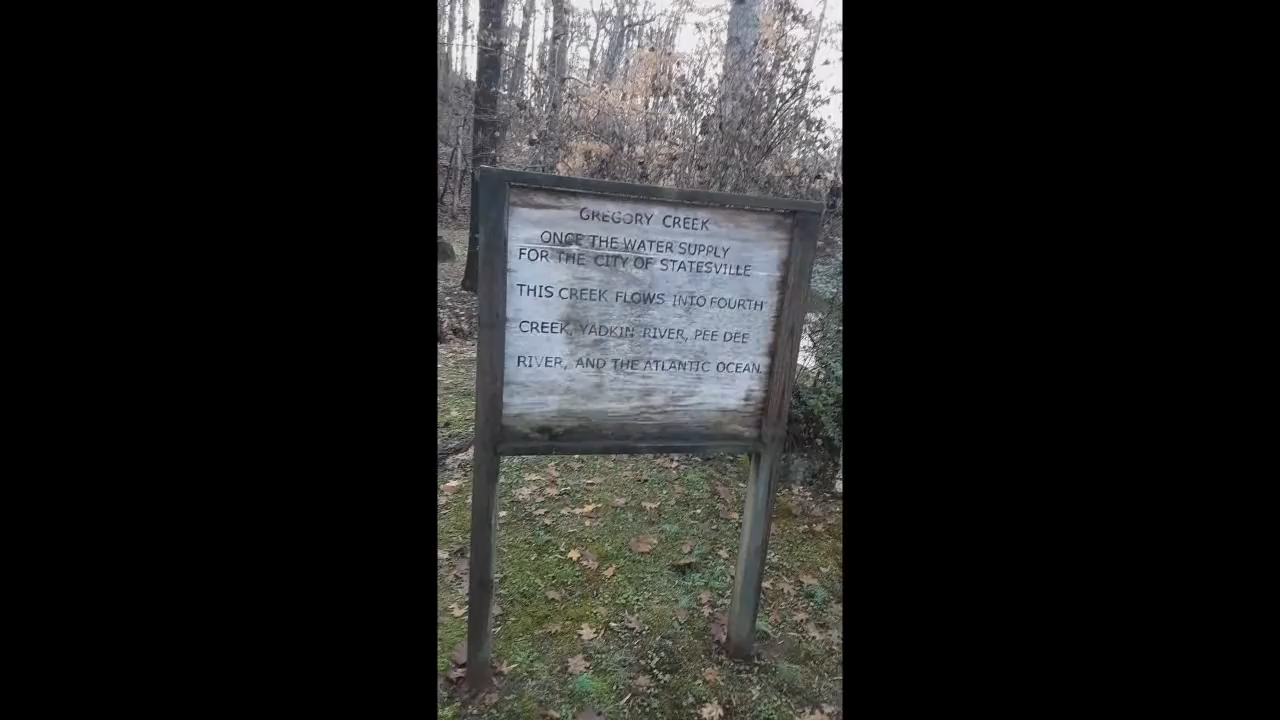 GREGORY CREEK
ONCE THE WATER SUPPLY
FOR THE CITY OF STATESVILLE
THIS CREEK FLOWS INTO FOURTH
CREEK, YADKIN RIVER, PEE DEE
RIVER, AND THE ATLANTIC OCEAN.